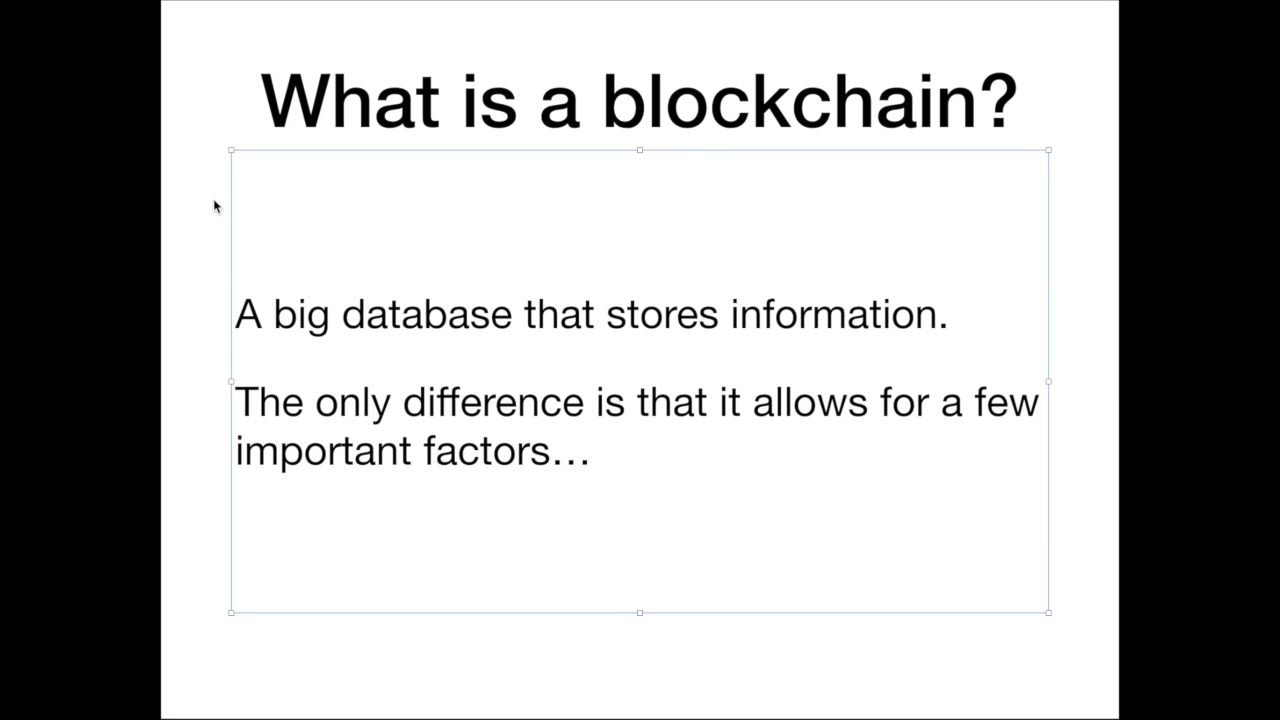 What is a blockchain?
A big database that stores information.
The only difference is that it allows for a few
important factors…